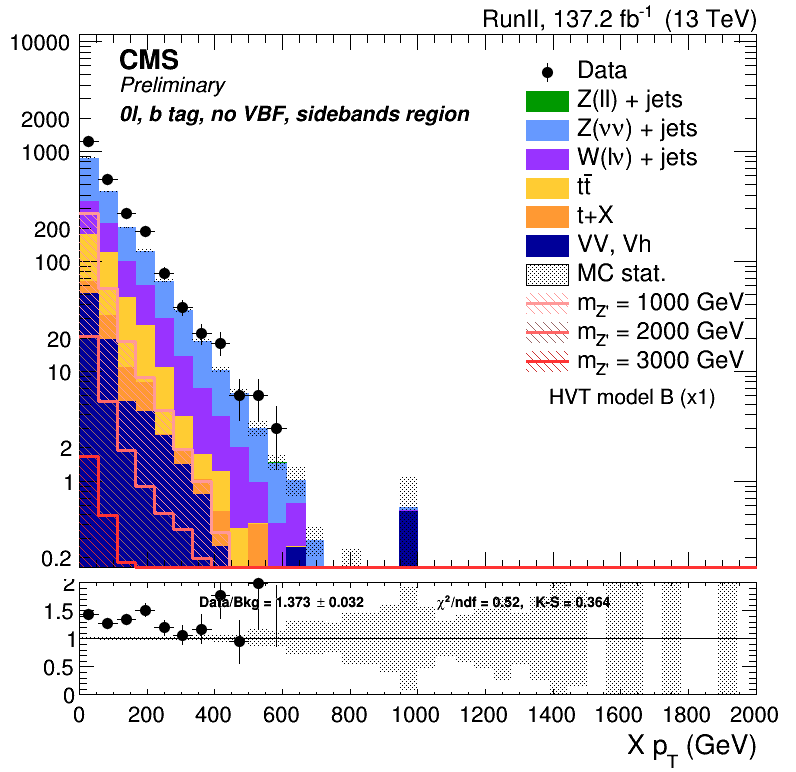 RunII, 137.2 fb⁻¹ (13 TeV)
CMS
Preliminary
0l, b tag, no VBF, sidebands region
Data
Z(ll) + jets
Z(νν) + jets
W(lν) + jets
tt̄
t+X
VV, Vh
MC stat.
m_Z' = 1000 GeV
m_Z' = 2000 GeV
m_Z' = 3000 GeV
HVT model B (x1)
10000
2000
1000
200
100
20
10
2
1
0.2
Data/Bkg = 1.373 ± 0.032 χ²/ndf = 0.52, K-S = 0.364
2
1.5
1
0.5
0
0 200 400 600 800 1000 1200 1400 1600 1800 2000
X p_T (GeV)